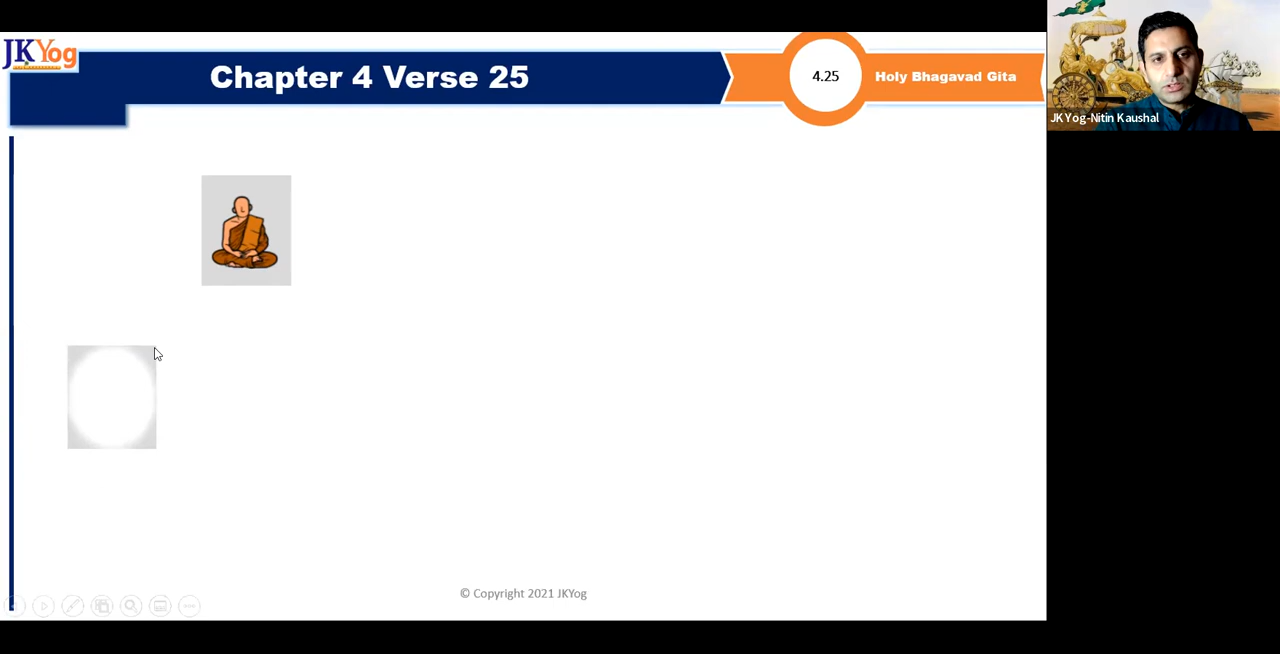 JKYog
Chapter 4 Verse 25
4.25
Holy Bhagavad Gita
JKYog-Nitin Kaushal
© Copyright 2021 JKYog